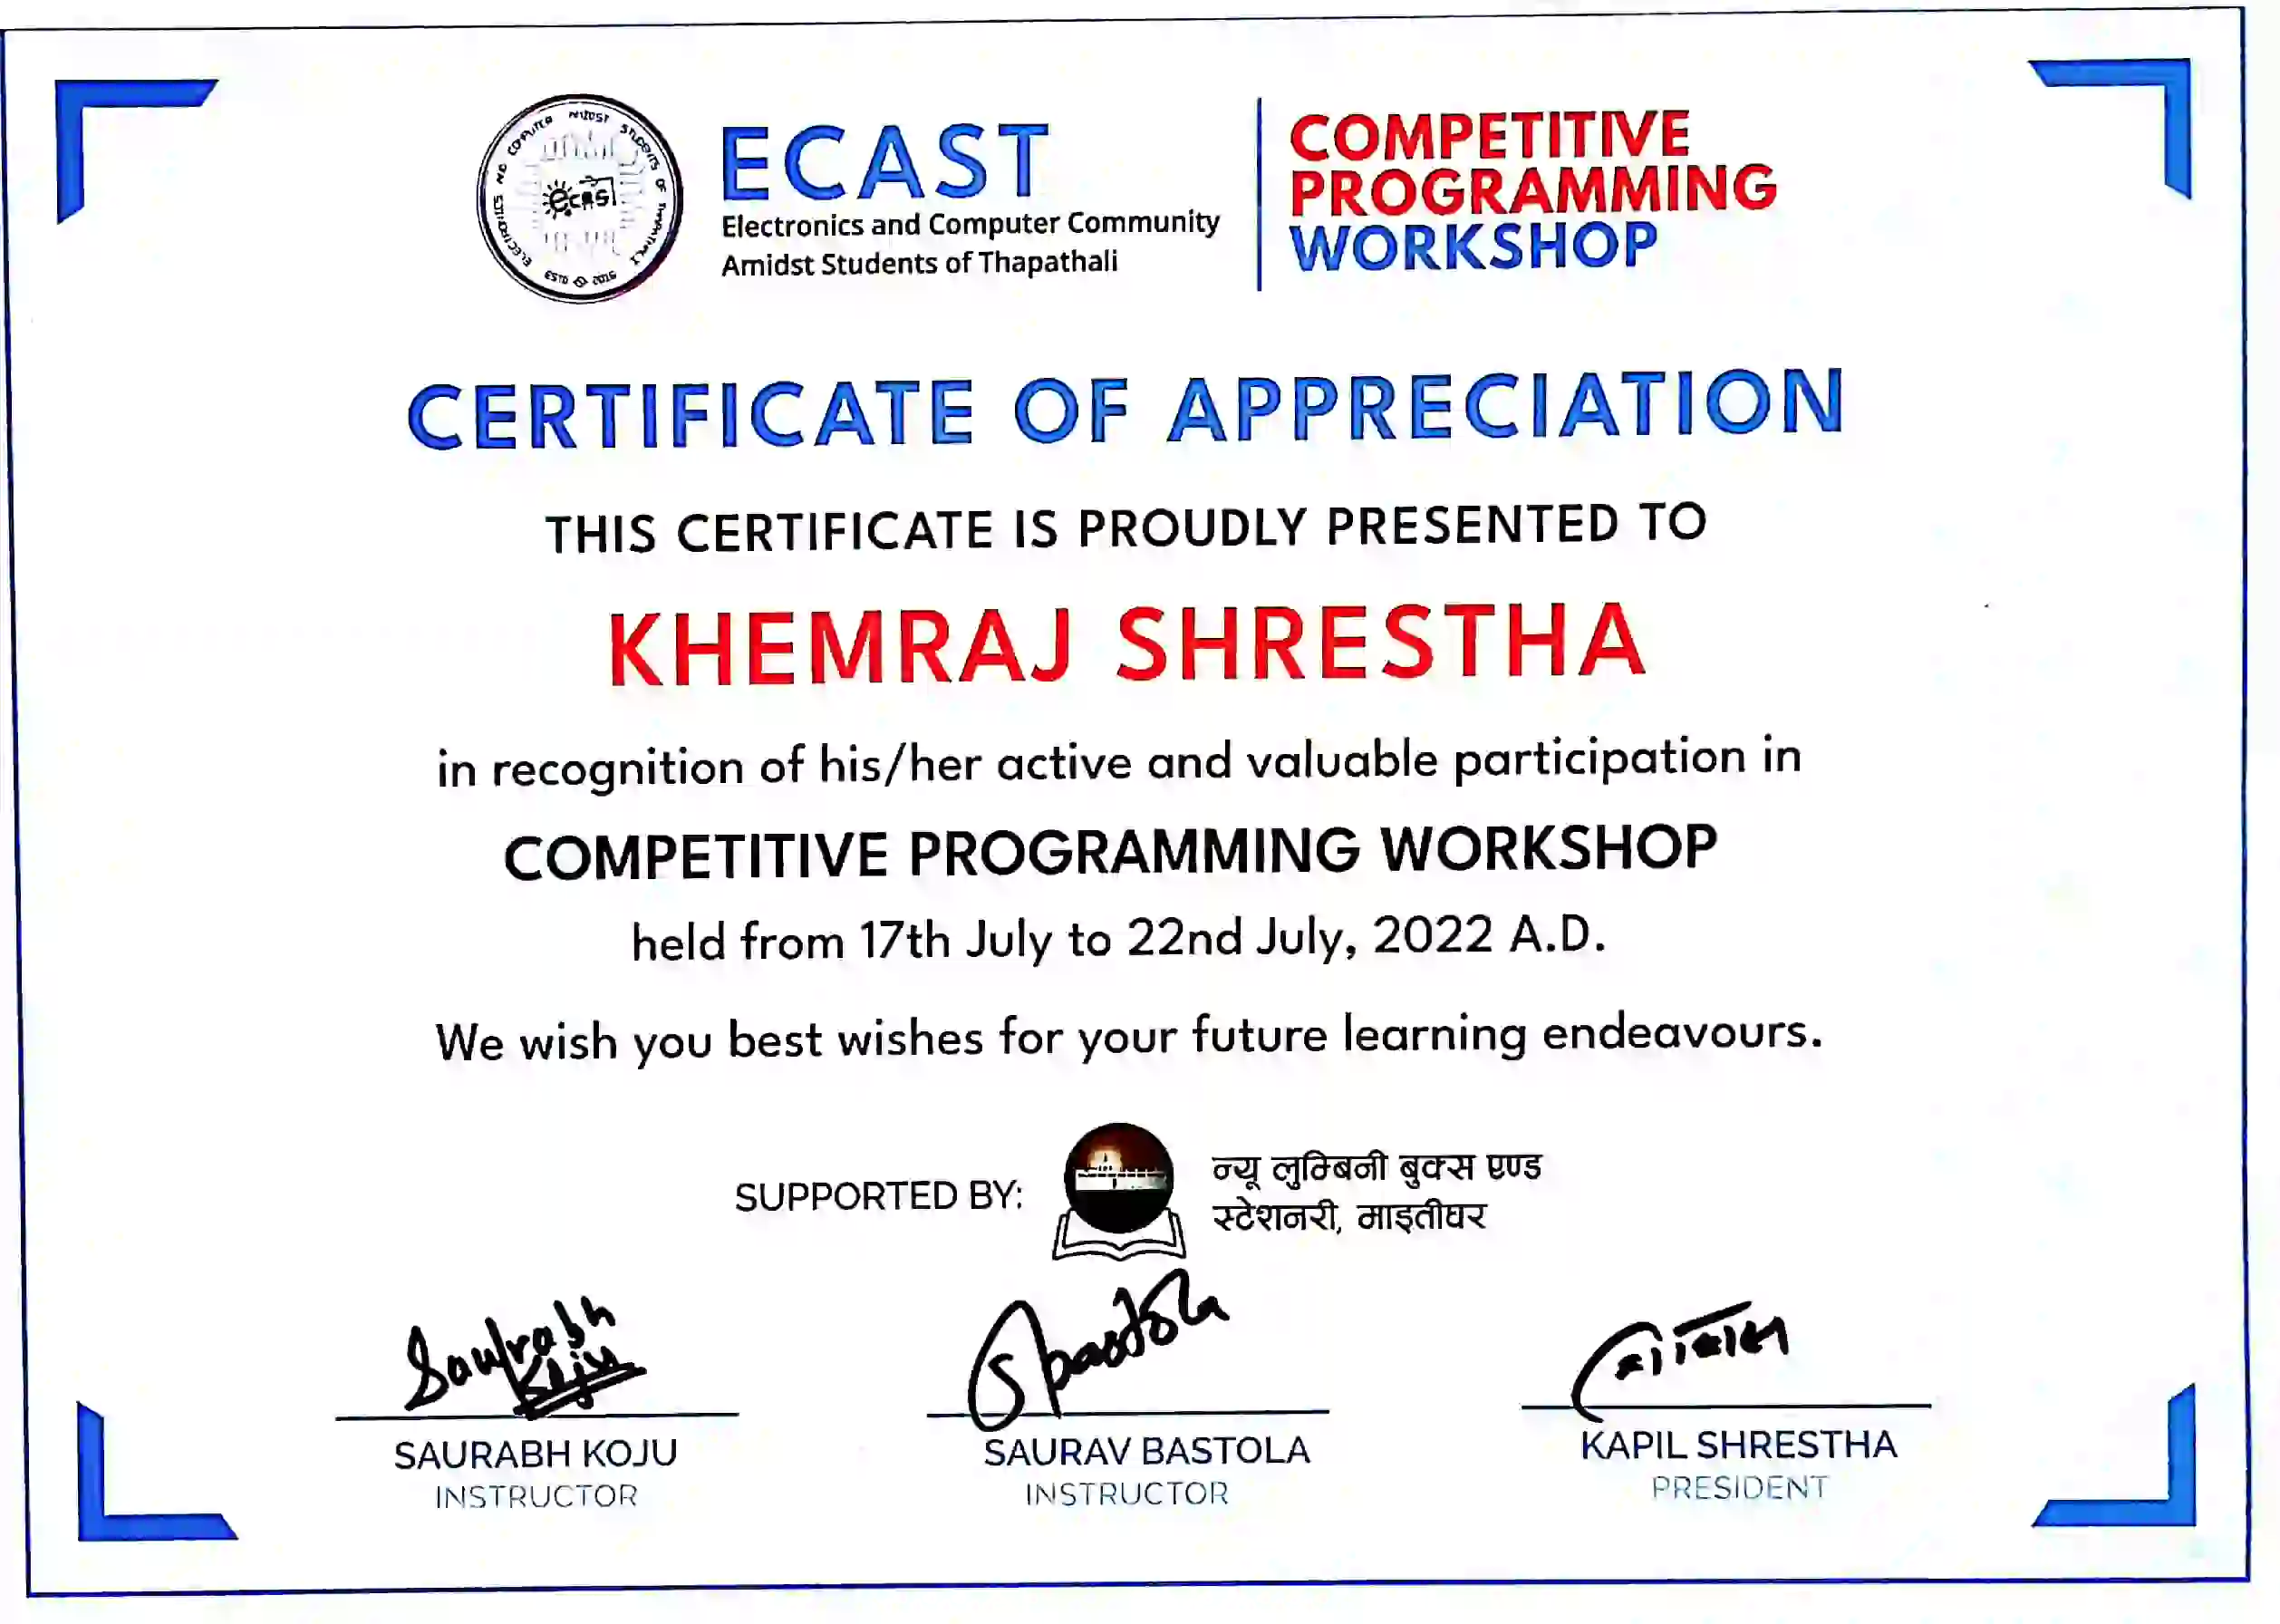 ELECTRONICS AND COMPUTER COMMUNITY AMIDST STUDENTS OF THAPATHALI
ecast
ESTD 2016
ECAST
Electronics and Computer Community
Amidst Students of Thapathali
COMPETITIVE
PROGRAMMING
WORKSHOP
CERTIFICATE OF APPRECIATION
THIS CERTIFICATE IS PROUDLY PRESENTED TO
KHEMRAJ SHRESTHA
in recognition of his/her active and valuable participation in
COMPETITIVE PROGRAMMING WORKSHOP
held from 17th July to 22nd July, 2022 A.D.
We wish you best wishes for your future learning endeavours.
SUPPORTED BY:
न्यू लुम्बिनी बुक्स एण्ड
स्टेशनरी, माइतीघर
Saurabh
Koju
SBastola
SAURABH KOJU
INSTRUCTOR
SAURAV BASTOLA
INSTRUCTOR
KAPIL SHRESTHA
PRESIDENT